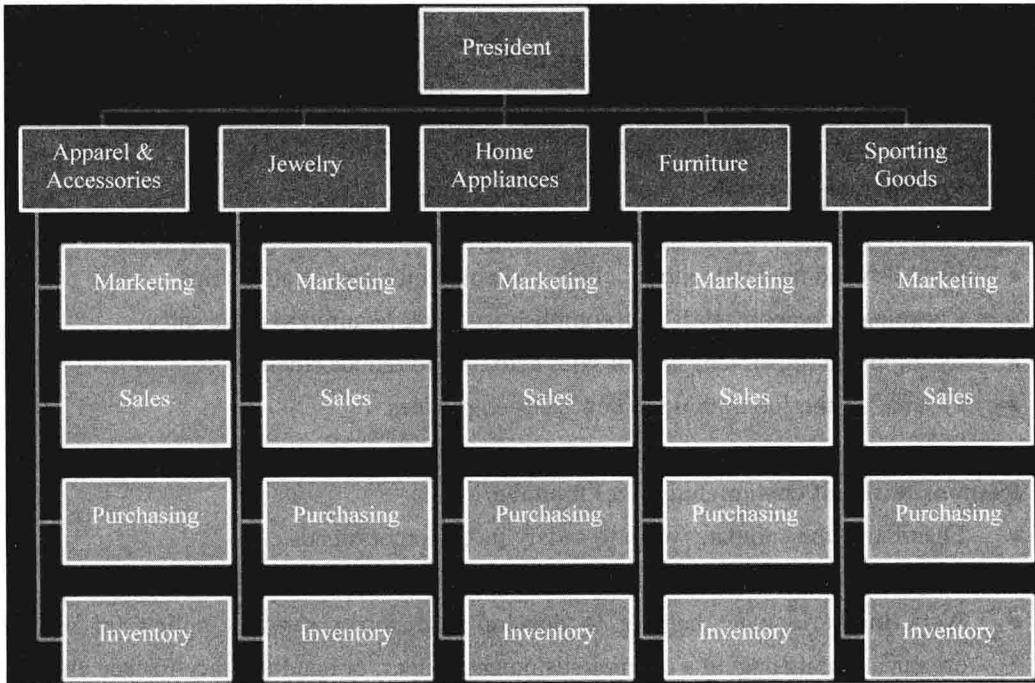 President
Apparel &
Accessories
Jewelry
Home
Appliances
Furniture
Sporting
Goods
Marketing
Marketing
Marketing
Marketing
Marketing
Sales
Sales
Sales
Sales
Sales
Purchasing
Purchasing
Purchasing
Purchasing
Purchasing
Inventory
Inventory
Inventory
Inventory
Inventory